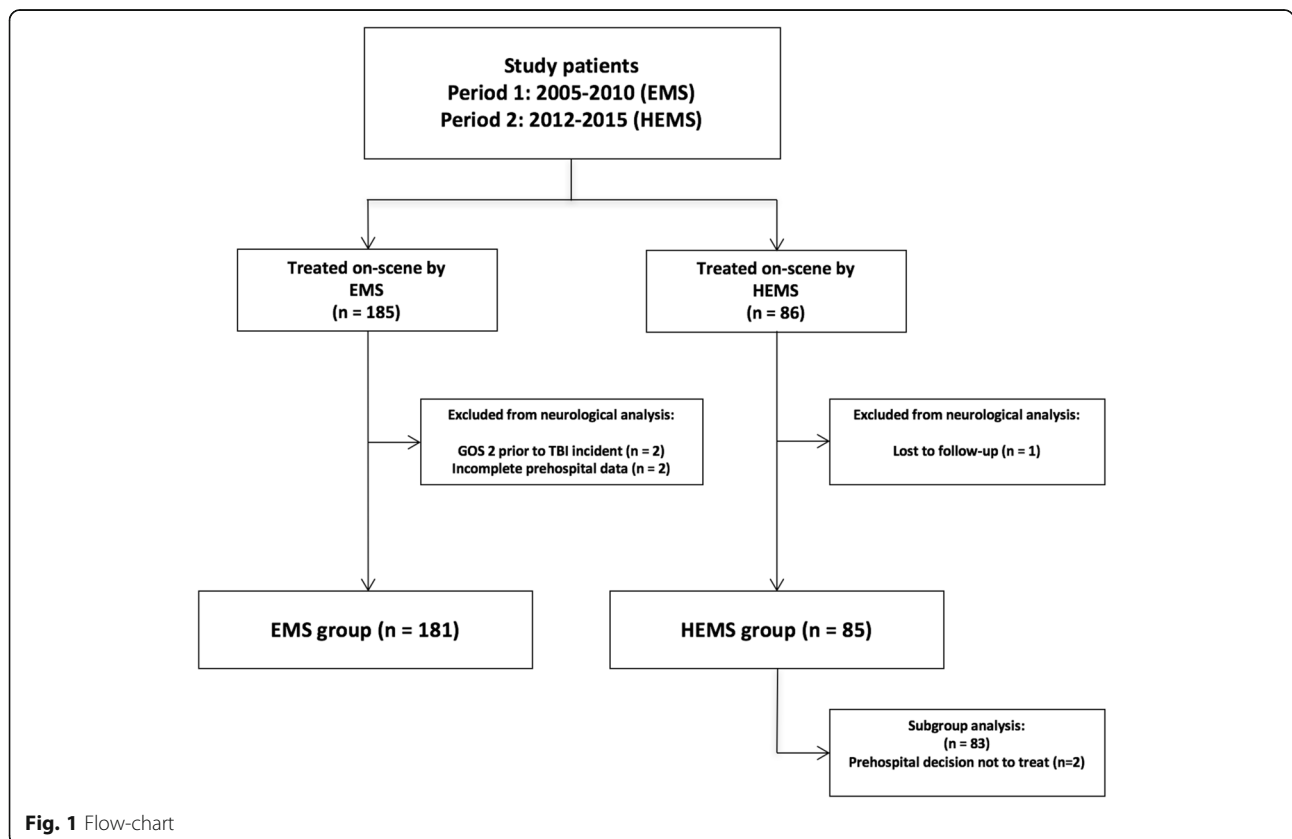 Study patients
Period 1: 2005-2010 (EMS)
Period 2: 2012-2015 (HEMS)
Treated on-scene by
EMS
(n = 185)
Treated on-scene by
HEMS
(n = 86)
Excluded from neurological analysis:
GOS 2 prior to TBI incident (n = 2)
Incomplete prehospital data (n = 2)
Excluded from neurological analysis:
Lost to follow-up (n = 1)
EMS group (n = 181)
HEMS group (n = 85)
Subgroup analysis:
(n = 83)
Prehospital decision not to treat (n=2)
Fig. 1 Flow-chart